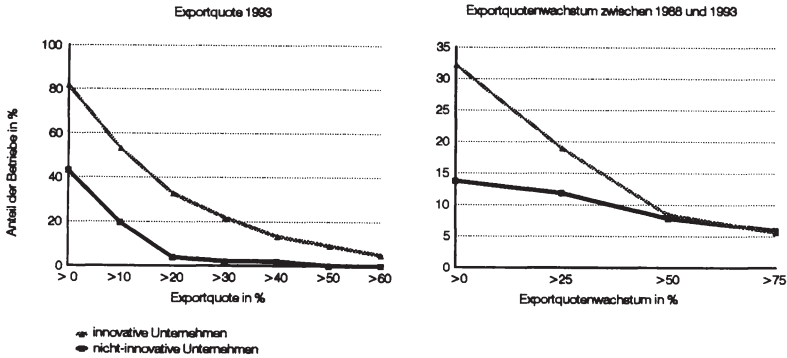 Exportquote 1993
100
80
60
40
20
0
Anteil der Betriebe in %
> 0 >10 >20 >30 >40 >50 >60
Exportquote in %
Exportquotenwachstum zwischen 1988 und 1993
35
30
25
20
15
10
5
0
>0 >25 >50 >75
Exportquotenwachstum in %
innovative Unternehmen
nicht-innovative Unternehmen